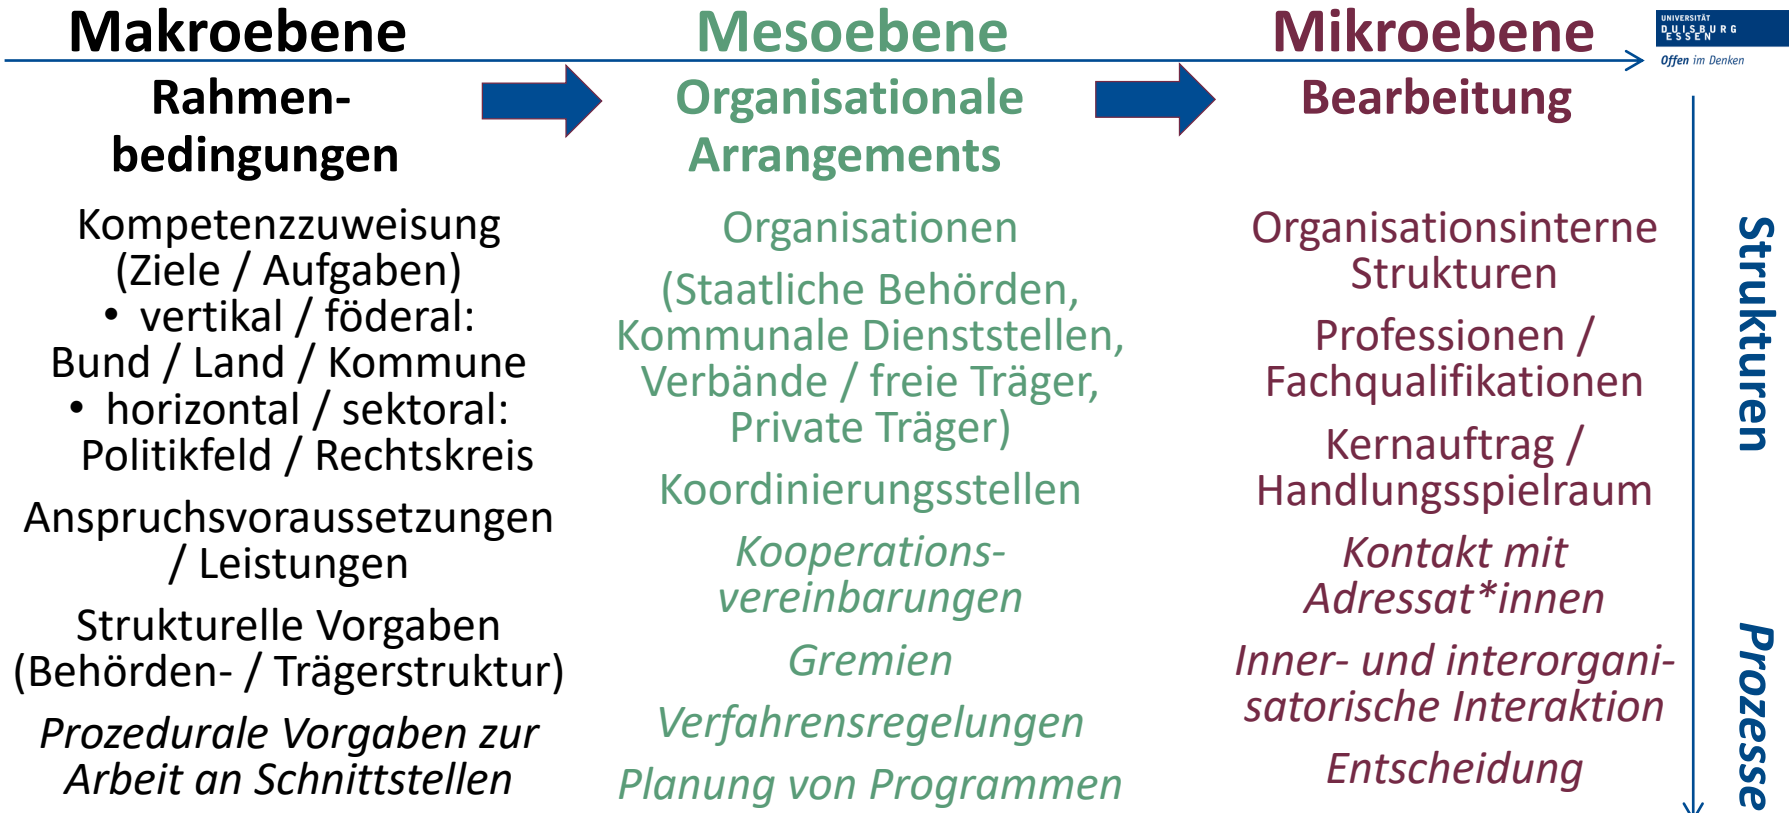 Makroebene
Rahmen-
bedingungen
Kompetenzzuweisung
(Ziele / Aufgaben)
• vertikal / föderal:
Bund / Land / Kommune
• horizontal / sektoral:
Politikfeld / Rechtskreis
Anspruchsvoraussetzungen
/ Leistungen
Strukturelle Vorgaben
(Behörden- / Trägerstruktur)
Prozedurale Vorgaben zur
Arbeit an Schnittstellen
Mesoebene
Organisationale
Arrangements
Organisationen
(Staatliche Behörden,
Kommunale Dienststellen,
Verbände / freie Träger,
Private Träger)
Koordinierungsstellen
Kooperations-
vereinbarungen
Gremien
Verfahrensregelungen
Planung von Programmen
Mikroebene
Bearbeitung
Organisationsinterne
Strukturen
Professionen /
Fachqualifikationen
Kernauftrag /
Handlungsspielraum
Kontakt mit
Adressat*innen
Inner- und interorgani-
satorische Interaktion
Entscheidung
UNIVERSITÄT
DUISBURG
ESSEN
Offen im Denken
Strukturen
Prozesse